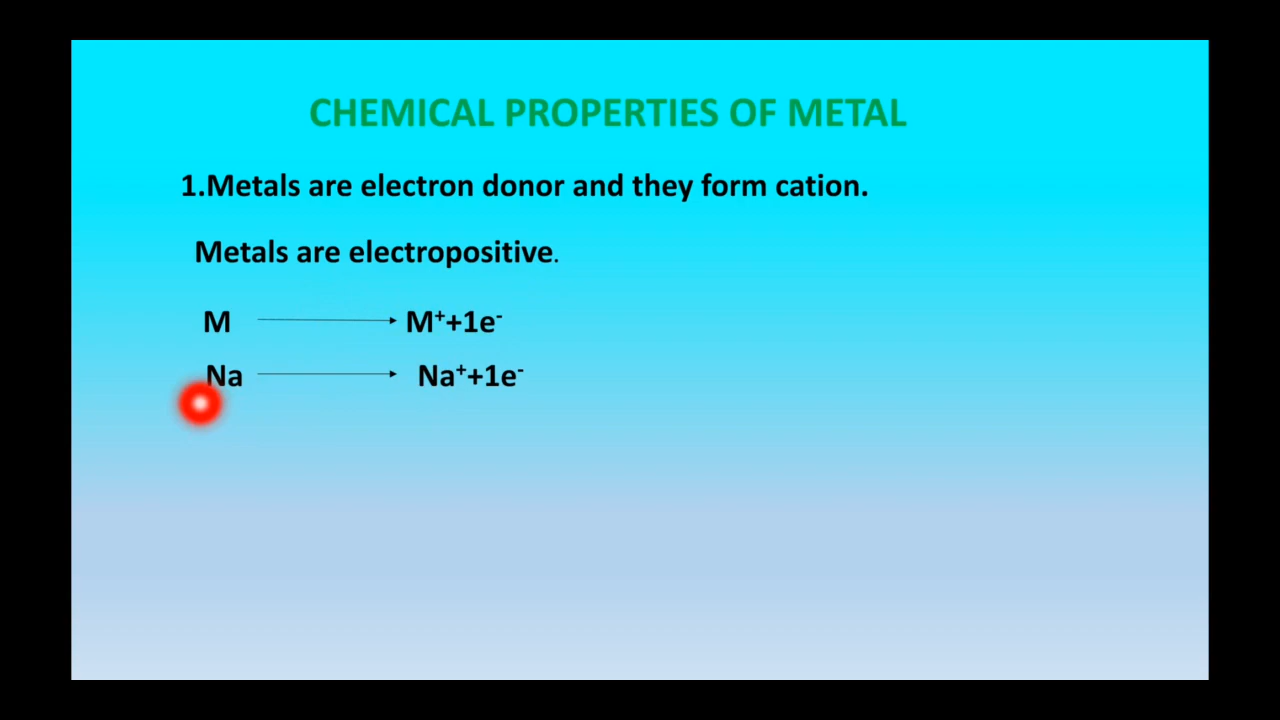 CHEMICAL PROPERTIES OF METAL
1.Metals are electron donor and they form cation.
Metals are electropositive.
M ⟶ M⁺+1e⁻
Na ⟶ Na⁺+1e⁻